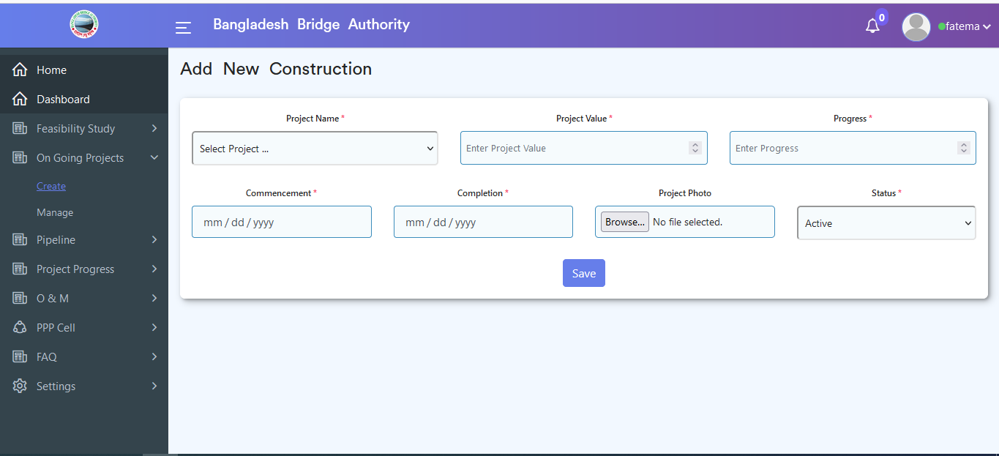 Bangladesh Bridge Authority
0
fatema
Home
Dashboard
Feasibility Study
On Going Projects
Create
Manage
Pipeline
Project Progress
O & M
PPP Cell
FAQ
Settings
Add New Construction
Project Name *
Project Value *
Progress *
Select Project ...
Enter Project Value
Enter Progress
Commencement *
Completion *
Project Photo
Status *
mm / dd / yyyy
mm / dd / yyyy
Browse... No file selected.
Active
Save